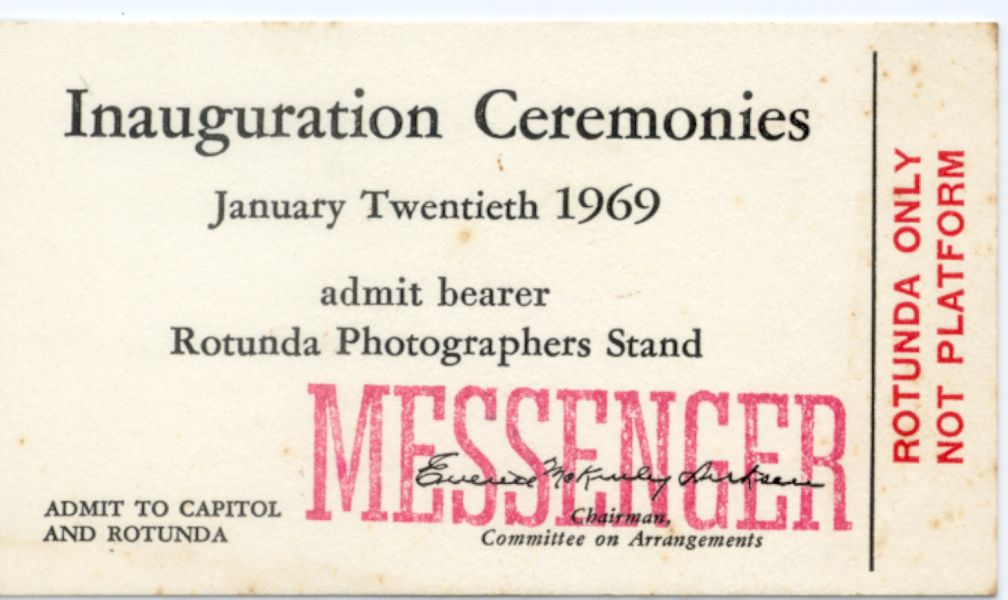 Inauguration Ceremonies
January Twentieth 1969
admit bearer
Rotunda Photographers Stand
MESSENGER
Everett McKinley Dirksen
Chairman,
Committee on Arrangements
ADMIT TO CAPITOL
AND ROTUNDA
ROTUNDA ONLY
NOT PLATFORM